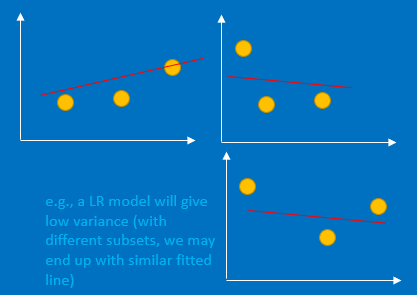 e.g., a LR model will give
low variance (with
different subsets, we may
end up with similar fitted
line)